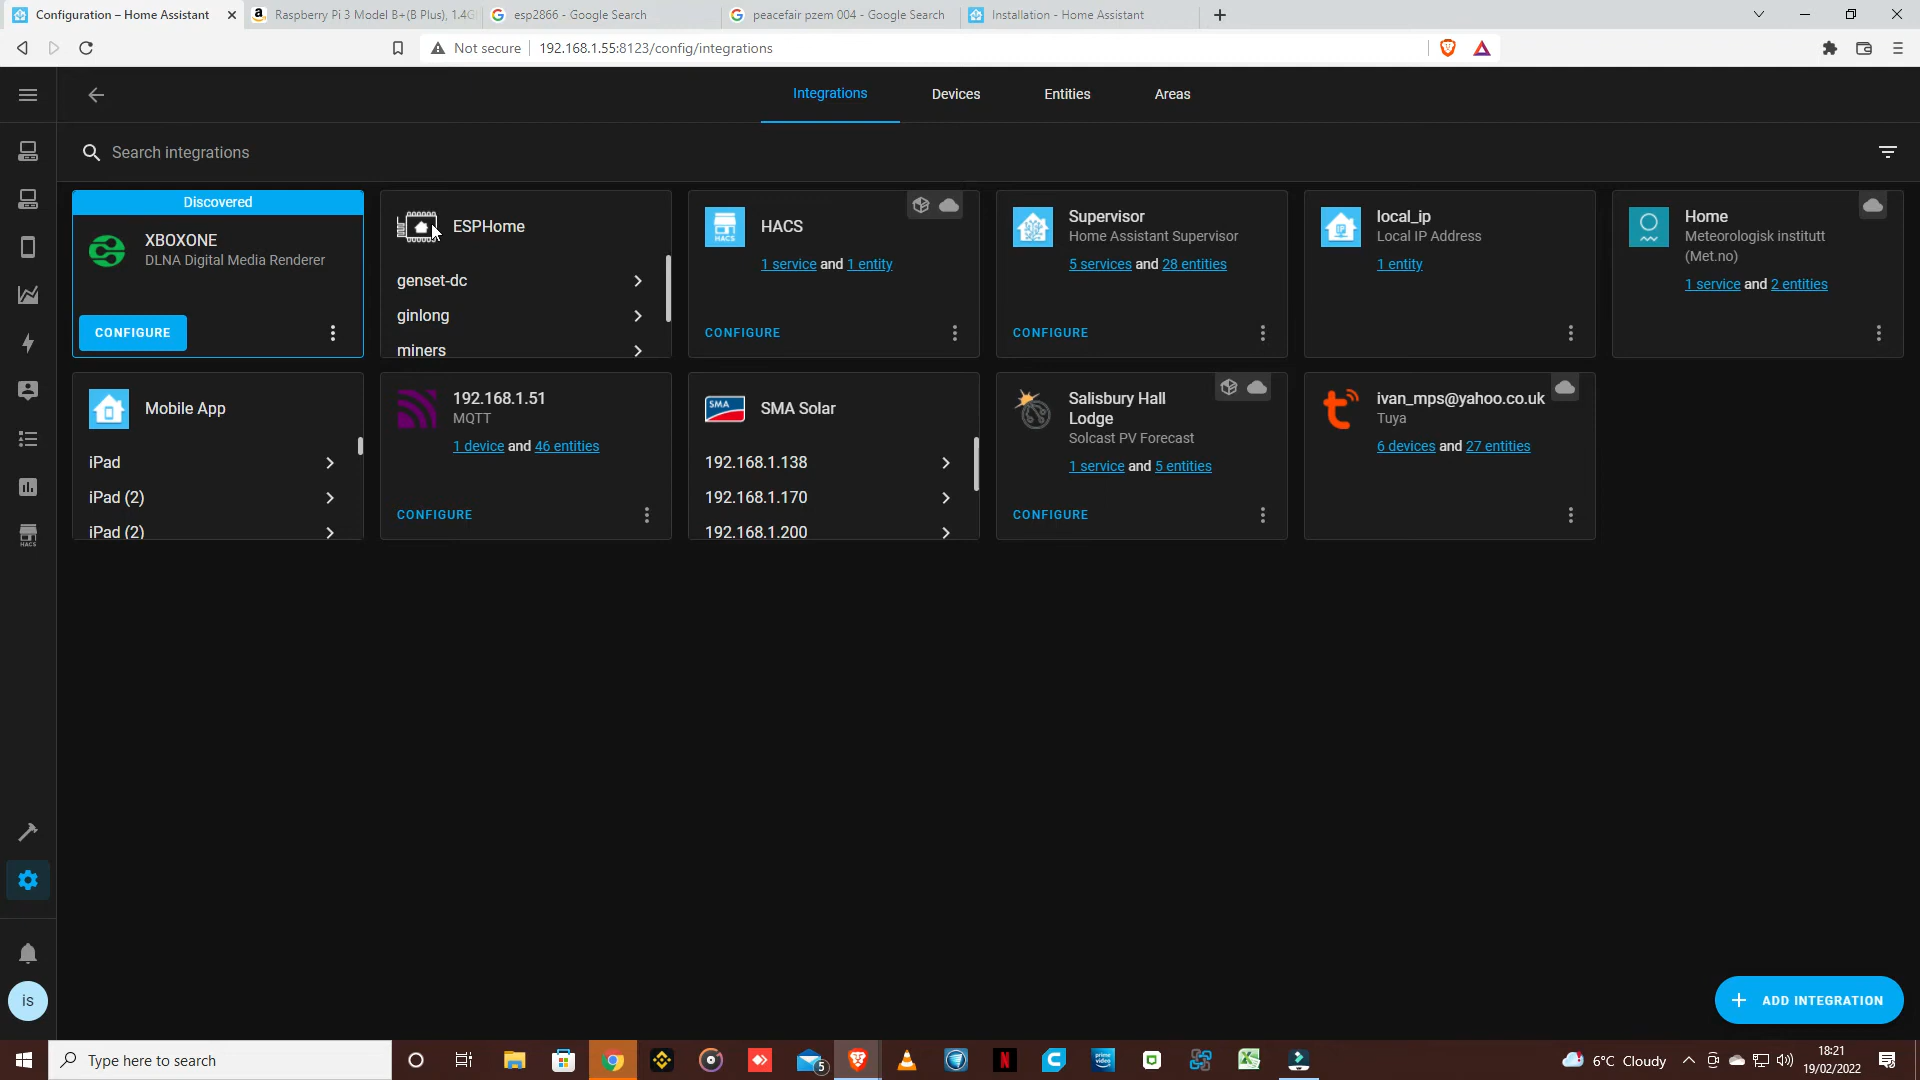 Configuration – Home Assistant
Raspberry Pi 3 Model B+(B Plus), 1.4G
esp2866 - Google Search
peacefair pzem 004 - Google Search
Installation - Home Assistant
Not secure
192.168.1.55:8123/config/integrations
Integrations
Devices
Entities
Areas
Search integrations
Discovered
XBOXONE
DLNA Digital Media Renderer
CONFIGURE
ESPHome
genset-dc
ginlong
miners
HACS
HACS
1 service and 1 entity
CONFIGURE
Supervisor
Home Assistant Supervisor
5 services and 28 entities
CONFIGURE
local_ip
Local IP Address
1 entity
Home
Meteorologisk institutt
(Met.no)
1 service and 2 entities
Mobile App
iPad
iPad (2)
iPad (2)
192.168.1.51
MQTT
1 device and 46 entities
CONFIGURE
SMA
SMA Solar
192.168.1.138
192.168.1.170
192.168.1.200
Salisbury Hall
Lodge
Solcast PV Forecast
1 service and 5 entities
CONFIGURE
ivan_mps@yahoo.co.uk
Tuya
6 devices and 27 entities
HACS
is
ADD INTEGRATION
Type here to search
5
prime video
6°C Cloudy
18:21
19/02/2022